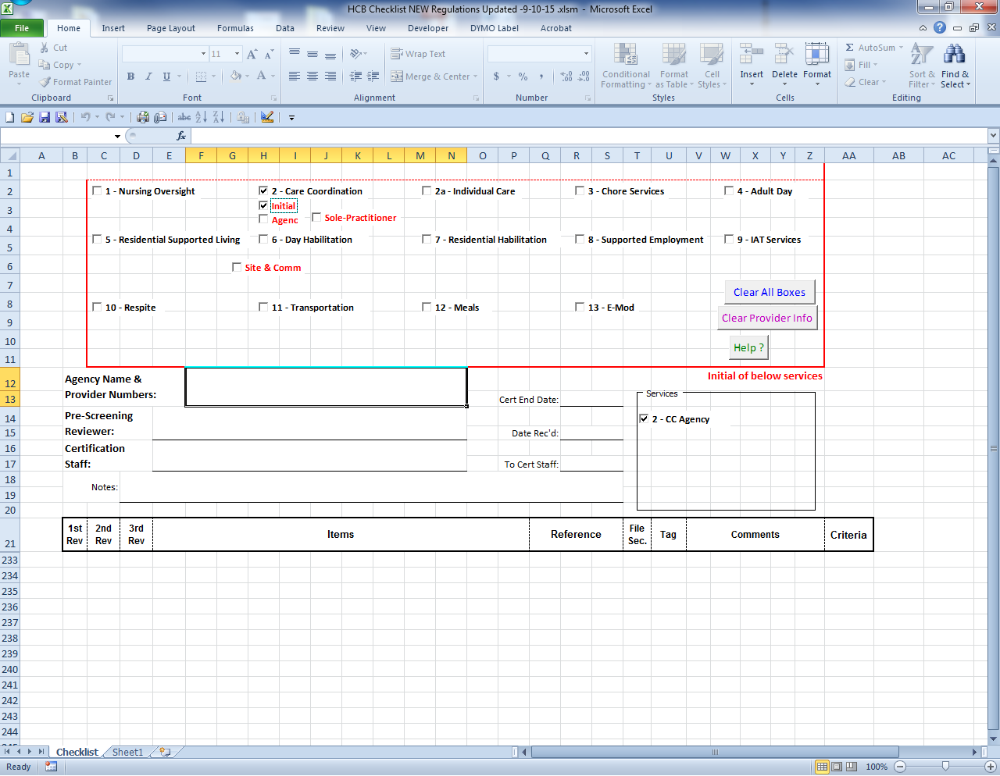 HCB Checklist NEW Regulations Updated -9-10-15 .xlsm - Microsoft Excel
File Home Insert Page Layout Formulas Data Review View Developer DYMO Label Acrobat
Paste
Cut
Copy
Format Painter
Clipboard
11 A A
B I U A
Font
Wrap Text
Merge & Center
Alignment
$ % , .00 .00
Number
Conditional Formatting
Format as Table
Cell Styles
Styles
Insert Delete Format
Cells
Σ AutoSum
Fill
Clear
Sort & Filter
Find & Select
Editing
abc
fx
A B C D E F G H I J K L M N O P Q R S T U V W X Y Z AA AB AC
1
2 1 - Nursing Oversight 2 - Care Coordination 2a - Individual Care 3 - Chore Services 4 - Adult Day
3 Initial
4 Agenc Sole-Practitioner
5 5 - Residential Supported Living 6 - Day Habilitation 7 - Residential Habilitation 8 - Supported Employment 9 - IAT Services
6 Site & Comm
7 Clear All Boxes
8 10 - Respite 11 - Transportation 12 - Meals 13 - E-Mod
9 Clear Provider Info
10 Help ?
11
12 Agency Name & Initial of below services
13 Provider Numbers: Cert End Date: Services
14 Pre-Screening 2 - CC Agency
15 Reviewer: Date Rec'd:
16 Certification
17 Staff: To Cert Staff:
18
19 Notes:
20
21 1st Rev 2nd Rev 3rd Rev Items Reference File Sec. Tag Comments Criteria
233
234
235
236
237
238
239
240
241
242
243
244
245
Checklist Sheet1
Ready 100%